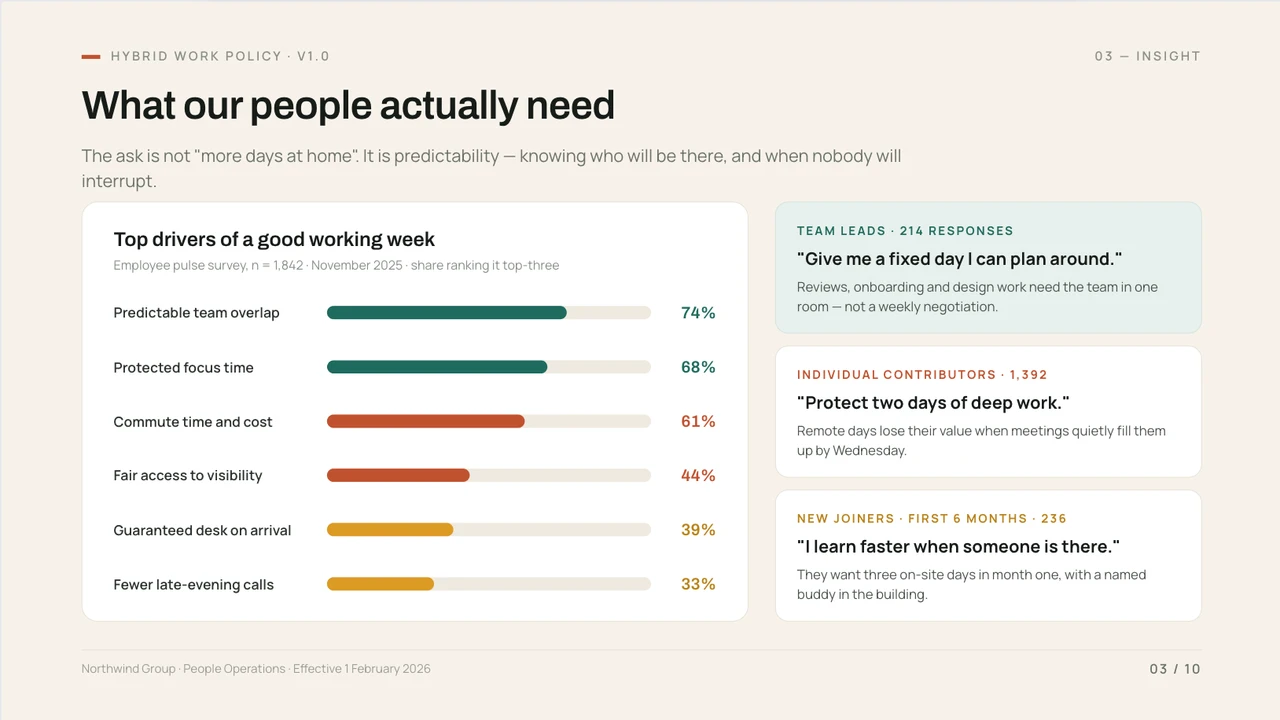 HYBRID WORK POLICY · V1.0
03 — INSIGHT
What our people actually need
The ask is not "more days at home". It is predictability — knowing who will be there, and when nobody will
interrupt.
Top drivers of a good working week
Employee pulse survey, n = 1,842 · November 2025 · share ranking it top-three
Predictable team overlap 74%
Protected focus time 68%
Commute time and cost 61%
Fair access to visibility 44%
Guaranteed desk on arrival 39%
Fewer late-evening calls 33%
TEAM LEADS · 214 RESPONSES
"Give me a fixed day I can plan around."
Reviews, onboarding and design work need the team in one
room — not a weekly negotiation.
INDIVIDUAL CONTRIBUTORS · 1,392
"Protect two days of deep work."
Remote days lose their value when meetings quietly fill them
up by Wednesday.
NEW JOINERS · FIRST 6 MONTHS · 236
"I learn faster when someone is there."
They want three on-site days in month one, with a named
buddy in the building.
Northwind Group · People Operations · Effective 1 February 2026
03 / 10